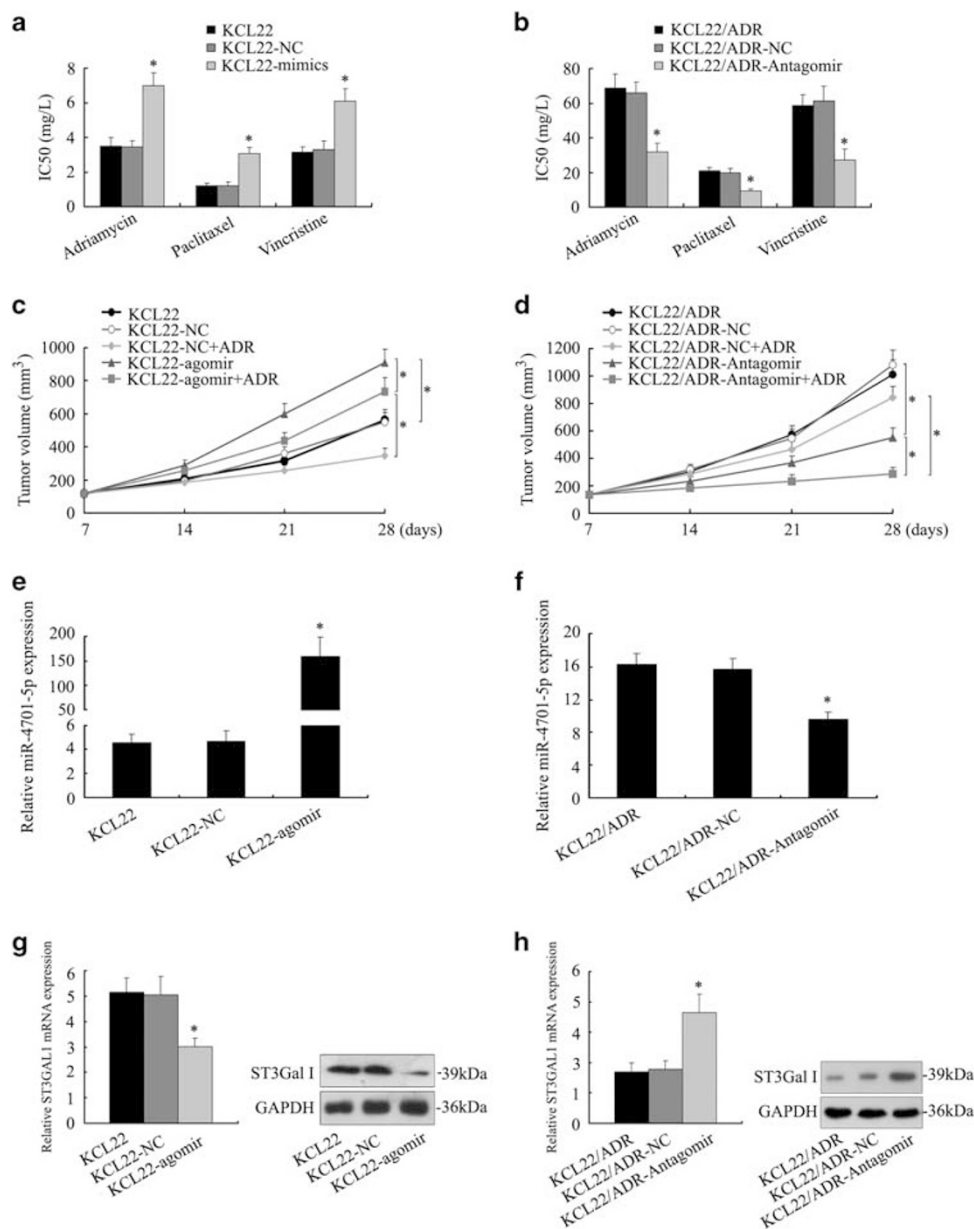 a
KCL22
KCL22-NC
KCL22-mimics
IC50 (mg/L)
8
6
4
2
0
*
*
*
Adriamycin
Paclitaxel
Vincristine
b
KCL22/ADR
KCL22/ADR-NC
KCL22/ADR-Antagomir
IC50 (mg/L)
80
60
40
20
0
*
*
*
Adriamycin
Paclitaxel
Vincristine
c
KCL22
KCL22-NC
KCL22-NC+ADR
KCL22-agomir
KCL22-agomir+ADR
Tumor volume (mm³)
1000
800
600
400
200
0
*
*
*
7
14
21
28 (days)
d
KCL22/ADR
KCL22/ADR-NC
KCL22/ADR-NC+ADR
KCL22/ADR-Antagomir
KCL22/ADR-Antagomir+ADR
Tumor volume (mm³)
1200
1000
800
600
400
200
0
*
*
*
7
14
21
28 (days)
e
Relative miR-4701-5p expression
200
150
100
50
6
4
2
0
*
KCL22
KCL22-NC
KCL22-agomir
f
Relative miR-4701-5p expression
20
16
12
8
4
0
*
KCL22/ADR
KCL22/ADR-NC
KCL22/ADR-Antagomir
g
Relative ST3GAL1 mRNA expression
6
5
4
3
2
1
0
*
KCL22
KCL22-NC
KCL22-agomir
ST3Gal I
-39kDa
GAPDH
-36kDa
KCL22
KCL22-NC
KCL22-agomir
h
Relative ST3GAL1 mRNA expression
6
5
4
3
1
0
*
KCL22/ADR
KCL22/ADR-NC
KCL22/ADR-Antagomir
ST3Gal I
-39kDa
GAPDH
-36kDa
KCL22/ADR
KCL22/ADR-NC
KCL22/ADR-Antagomir